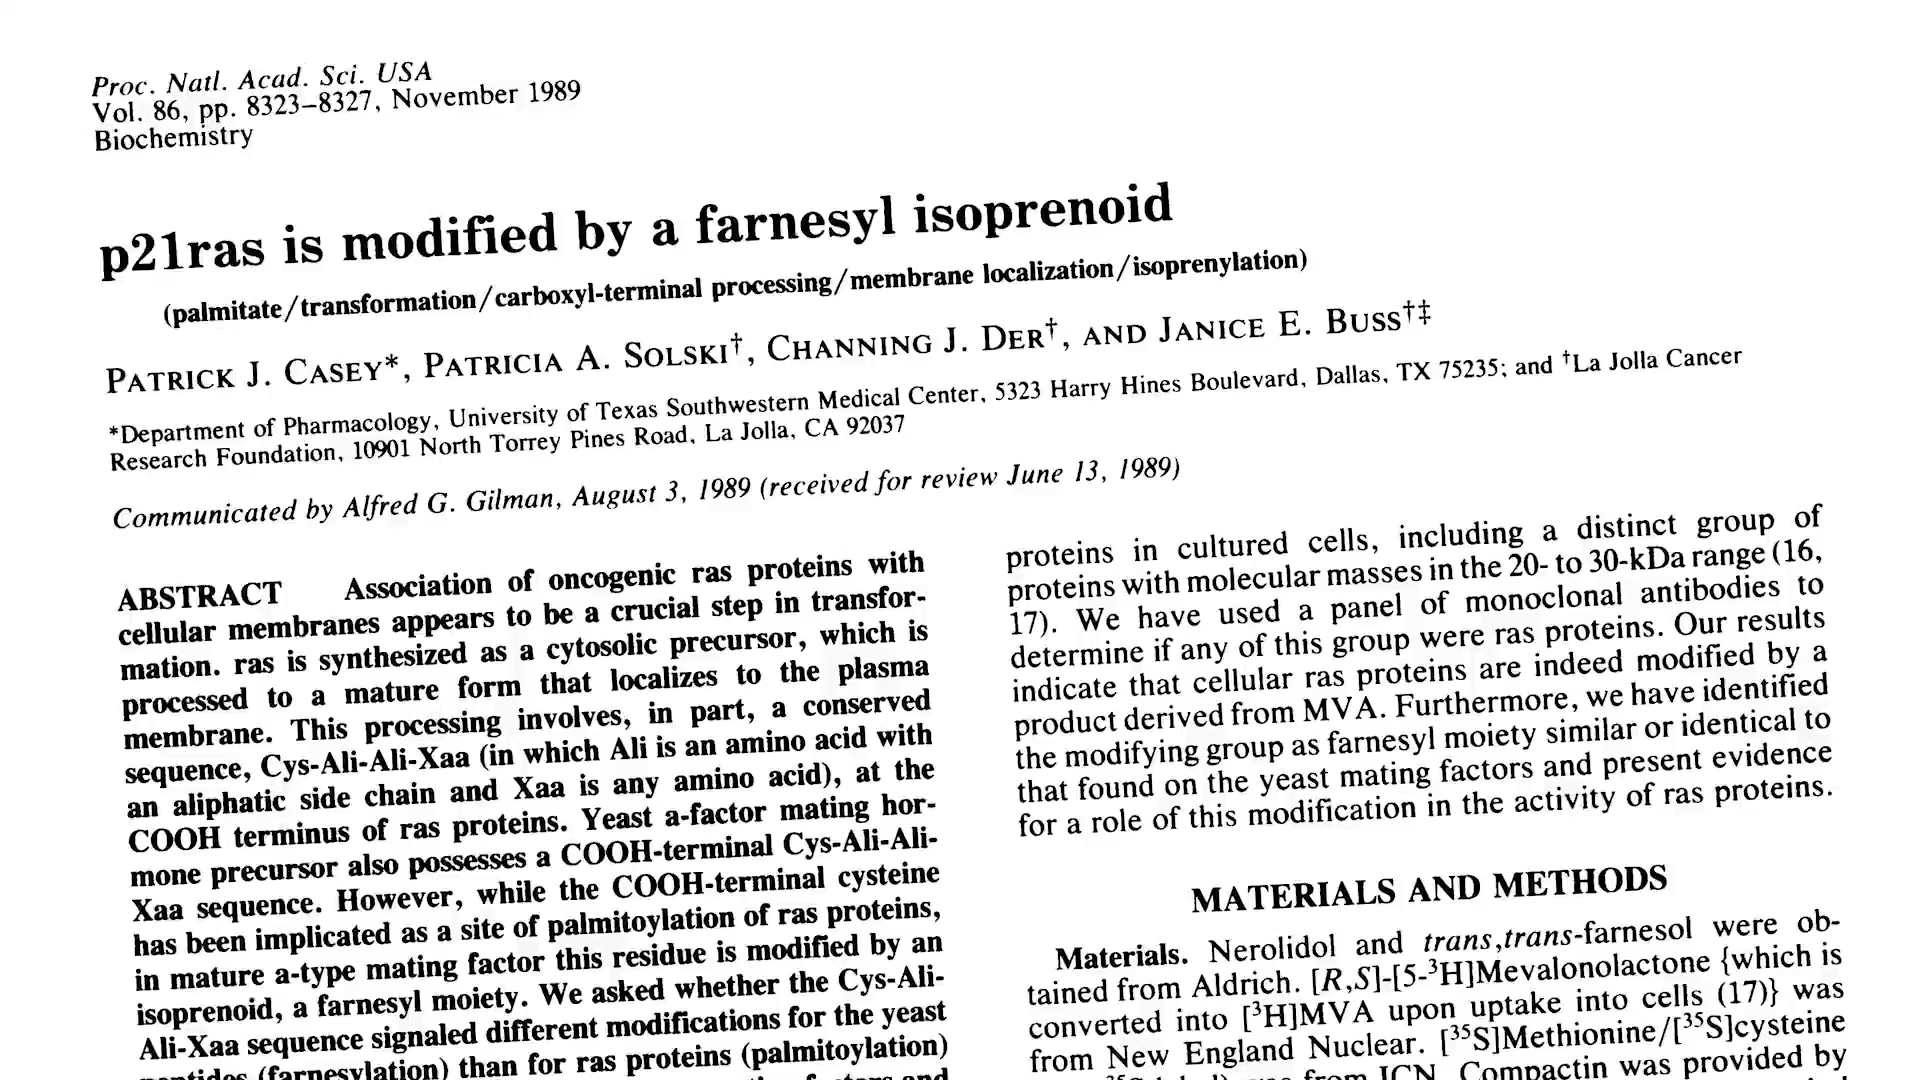 Proc. Natl. Acad. Sci. USA
Vol. 86, pp. 8323–8327, November 1989
Biochemistry
p21ras is modified by a farnesyl isoprenoid
(palmitate/transformation/carboxyl-terminal processing/membrane localization/isoprenylation)
PATRICK J. CASEY*, PATRICIA A. SOLSKI†, CHANNING J. DER†, AND JANICE E. BUSS†‡
*Department of Pharmacology, University of Texas Southwestern Medical Center, 5323 Harry Hines Boulevard, Dallas, TX 75235; and †La Jolla Cancer
Research Foundation, 10901 North Torrey Pines Road, La Jolla, CA 92037
Communicated by Alfred G. Gilman, August 3, 1989 (received for review June 13, 1989)
ABSTRACT Association of oncogenic ras proteins with
cellular membranes appears to be a crucial step in transfor-
mation. ras is synthesized as a cytosolic precursor, which is
processed to a mature form that localizes to the plasma
membrane. This processing involves, in part, a conserved
sequence, Cys-Ali-Ali-Xaa (in which Ali is an amino acid with
an aliphatic side chain and Xaa is any amino acid), at the
COOH terminus of ras proteins. Yeast a-factor mating hor-
mone precursor also possesses a COOH-terminal Cys-Ali-Ali-
Xaa sequence. However, while the COOH-terminal cysteine
has been implicated as a site of palmitoylation of ras proteins,
in mature a-type mating factor this residue is modified by an
isoprenoid, a farnesyl moiety. We asked whether the Cys-Ali-
Ali-Xaa sequence signaled different modifications for the yeast
peptides (farnesylation) than for ras proteins (palmitoylation)
and
proteins in cultured cells, including a distinct group of
proteins with molecular masses in the 20- to 30-kDa range (16,
17). We have used a panel of monoclonal antibodies to
determine if any of this group were ras proteins. Our results
indicate that cellular ras proteins are indeed modified by a
product derived from MVA. Furthermore, we have identified
the modifying group as farnesyl moiety similar or identical to
that found on the yeast mating factors and present evidence
for a role of this modification in the activity of ras proteins.
MATERIALS AND METHODS
Materials. Nerolidol and trans,trans-farnesol were ob-
tained from Aldrich. [R,S]-[5-³H]Mevalonolactone {which is
converted into [³H]MVA upon uptake into cells (17)} was
from New England Nuclear. [³⁵S]Methionine/[³⁵S]cysteine
was from ICN. Compactin was provided by